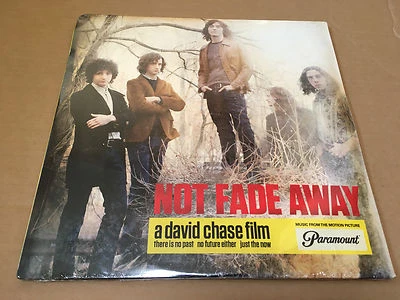 NOT FADE AWAY
a david chase film
there is no past no future either just the now
MUSIC FROM THE MOTION PICTURE
Paramount